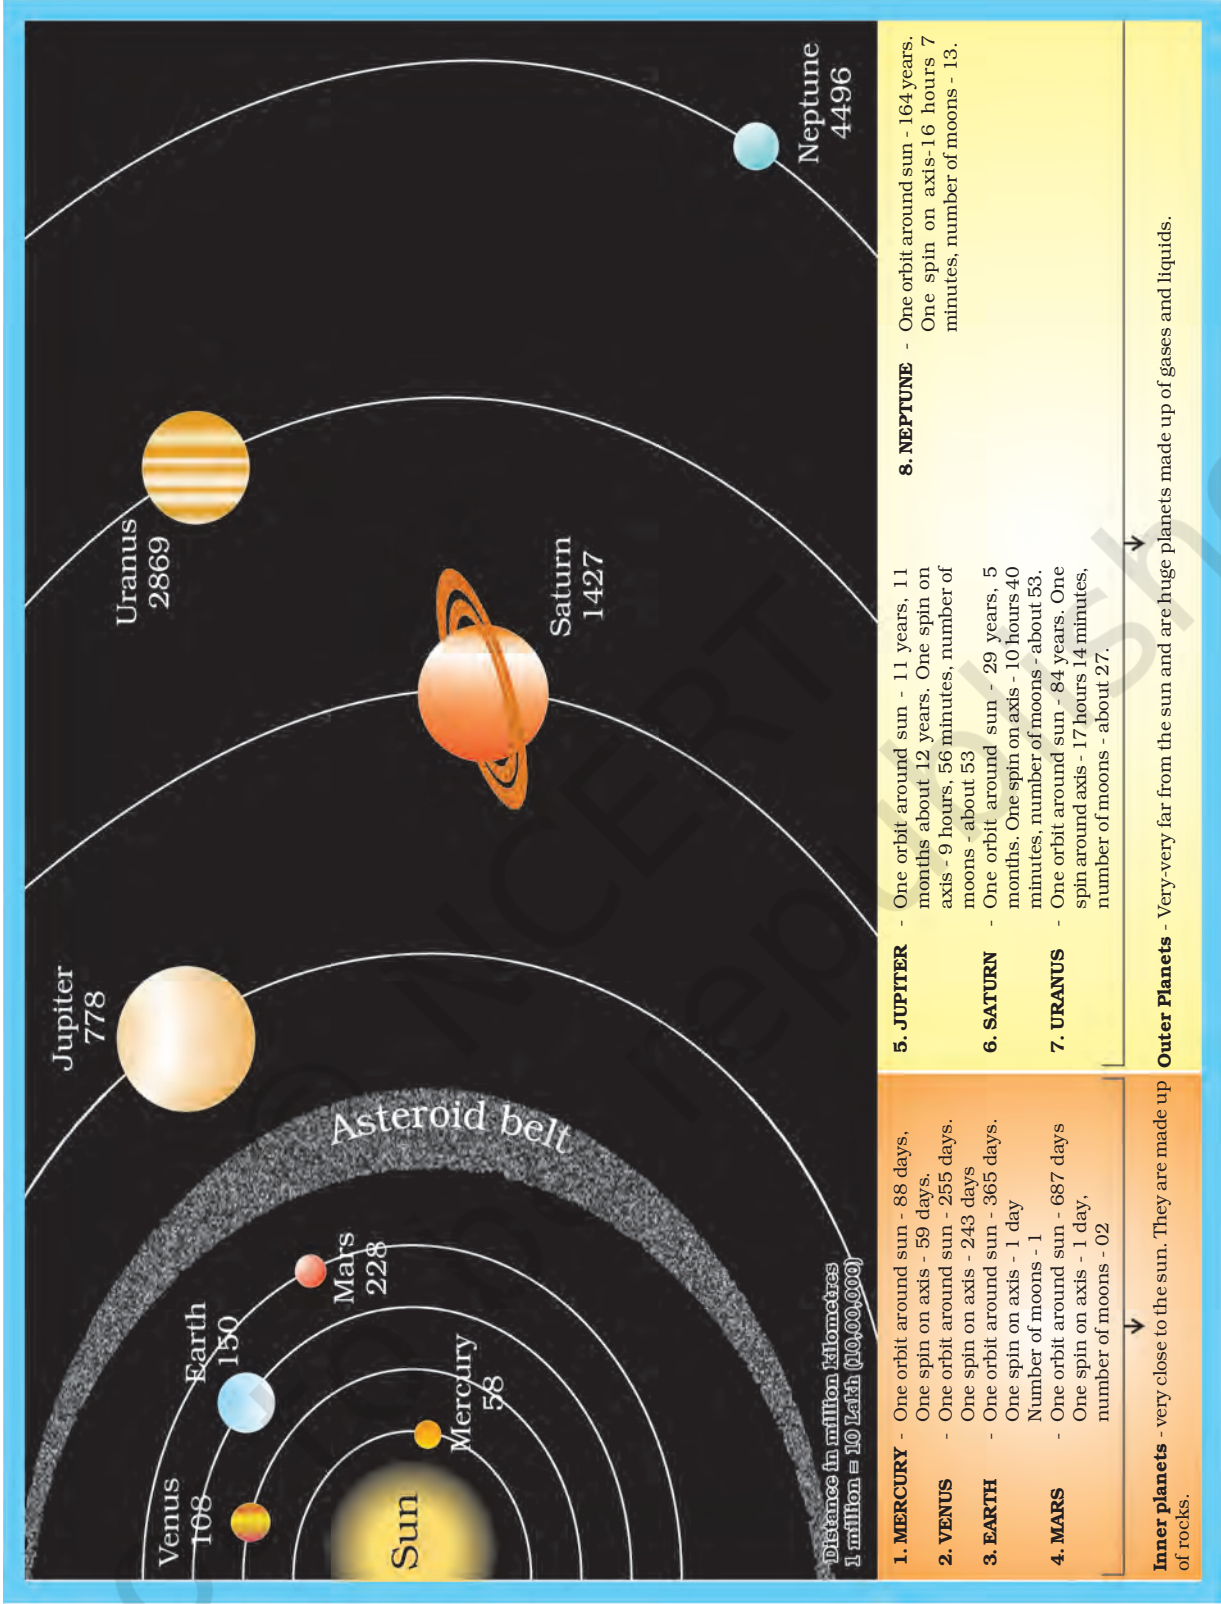 Sun
Mercury
58
Venus
108
Earth
150
Mars
228
Asteroid belt
Jupiter
778
Saturn
1427
Uranus
2869
Neptune
4496
Distance in million kilometres
1 million = 10 Lakh (10,00,000)
1. MERCURY - One orbit around sun - 88 days,
One spin on axis - 59 days.
2. VENUS - One orbit around sun - 255 days.
One spin on axis - 243 days
3. EARTH - One orbit around sun - 365 days.
One spin on axis - 1 day
Number of moons - 1
4. MARS - One orbit around sun - 687 days
One spin on axis - 1 day,
number of moons - 02
Inner planets - very close to the sun. They are made up
of rocks.
5. JUPITER - One orbit around sun - 11 years, 11
months about 12 years. One spin on
axis - 9 hours, 56 minutes, number of
moons - about 53
6. SATURN - One orbit around sun - 29 years, 5
months. One spin on axis - 10 hours 40
minutes, number of moons - about 53.
7. URANUS - One orbit around sun - 84 years. One
spin around axis - 17 hours 14 minutes,
number of moons - about 27.
8. NEPTUNE - One orbit around sun - 164 years.
One spin on axis-16 hours 7
minutes, number of moons - 13.
Outer Planets - Very-very far from the sun and are huge planets made up of gases and liquids.
© NCERT
republishe